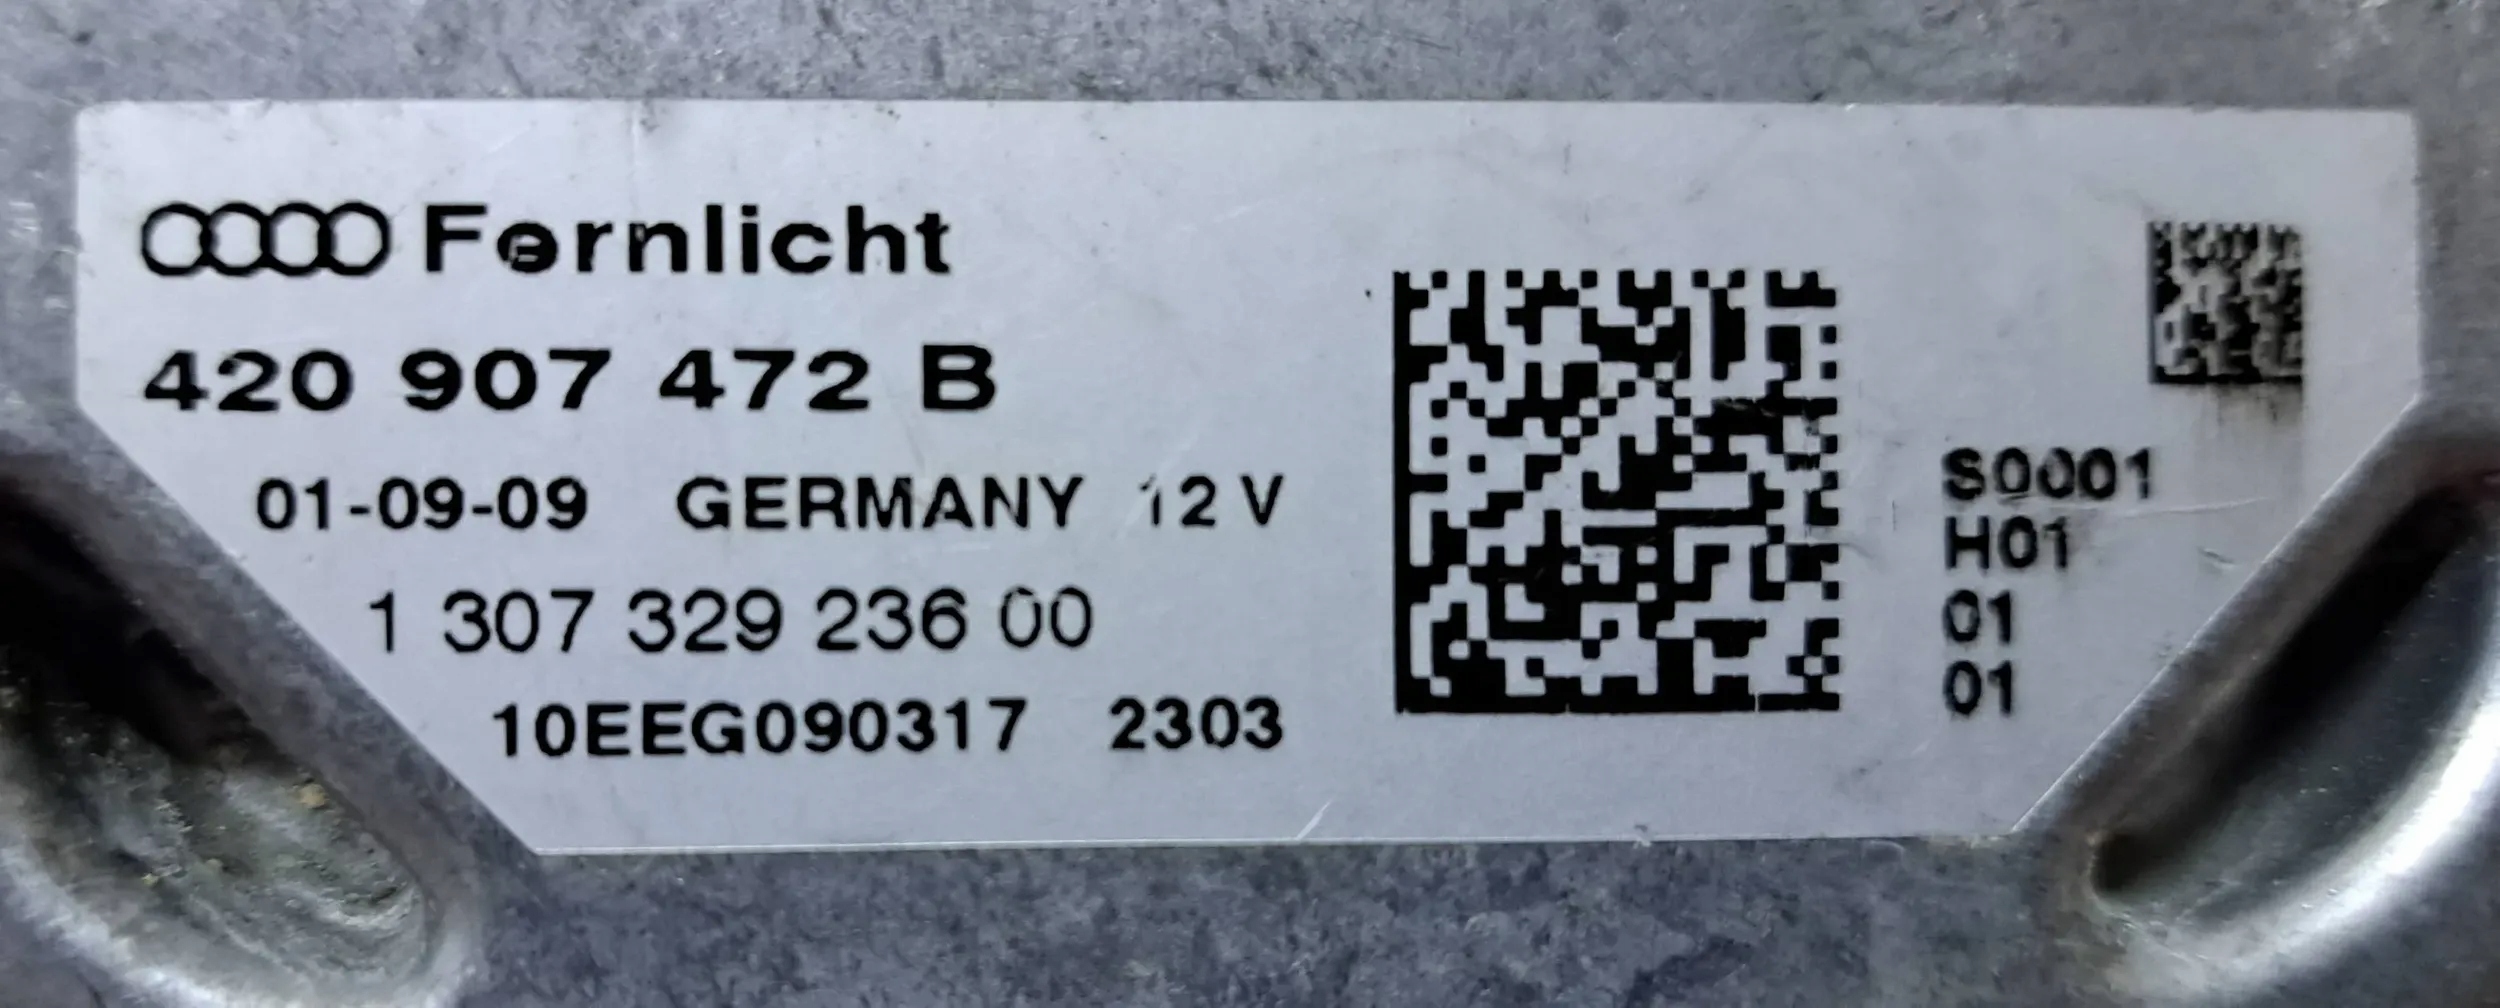 Fernlicht
420 907 472 B
01-09-09 GERMANY 12 V
1 307 329 236 00
10EEG090317 2303
S0001
H01
01
01